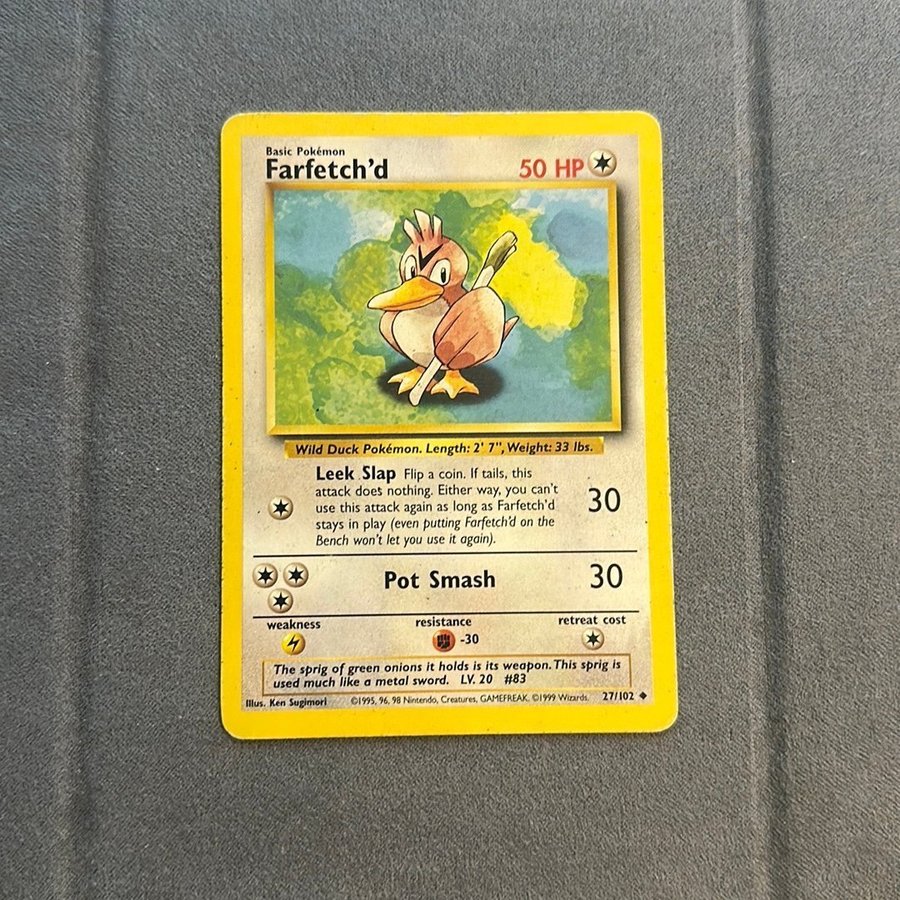 Basic Pokémon
Farfetch'd
50 HP
Wild Duck Pokémon. Length: 2' 7", Weight: 33 lbs.
Leek Slap Flip a coin. If tails, this
attack does nothing. Either way, you can't
use this attack again as long as Farfetch'd
stays in play (even putting Farfetch'd on the
Bench won't let you use it again).
30
Pot Smash
30
weakness
resistance
retreat cost
-30
The sprig of green onions it holds is its weapon. This sprig is
used much like a metal sword. LV. 20 #83
Illus. Ken Sugimori
©1995, 96, 98 Nintendo, Creatures, GAMEFREAK. ©1999 Wizards.
27/102